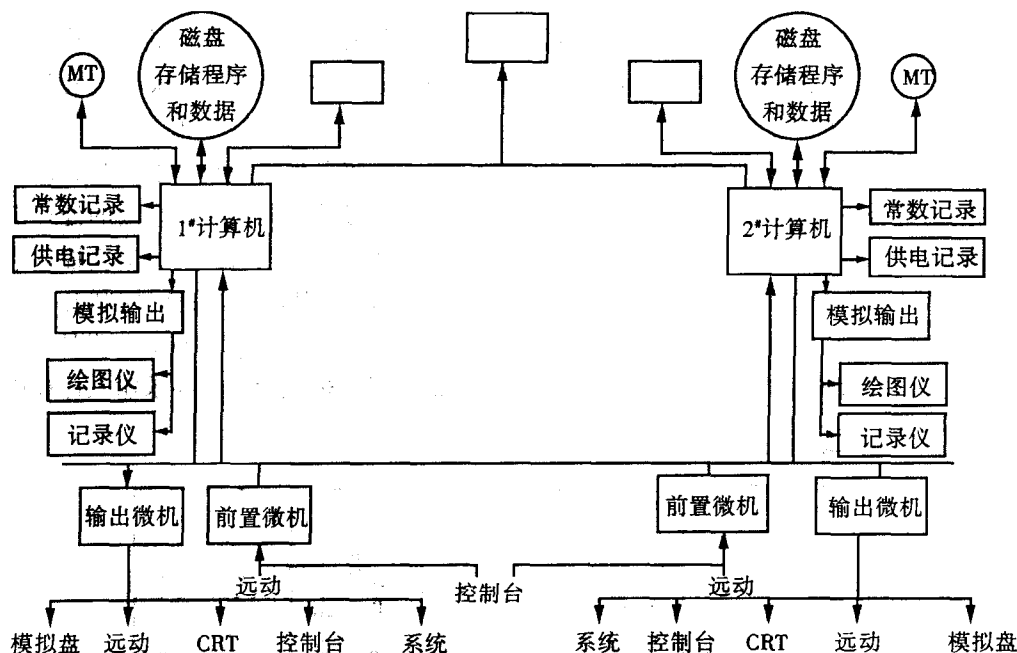 磁盘
存储程序
和数据
MT
磁盘
存储程序
和数据
MT
常数记录
1#计算机
2#计算机
常数记录
供电记录
供电记录
模拟输出
模拟输出
绘图仪
绘图仪
记录仪
记录仪
输出微机
前置微机
前置微机
输出微机
远动
控制台
远动
模拟盘
远动
CRT
控制台
系统
系统
控制台
CRT
远动
模拟盘